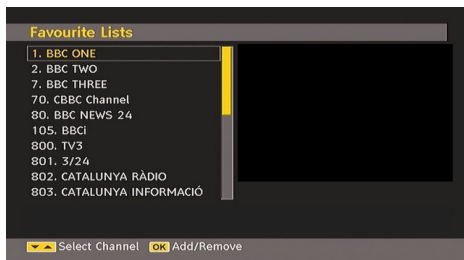 Favourite Lists
1. BBC ONE
2. BBC TWO
7. BBC THREE
70. CBBC Channel
80. BBC NEWS 24
105. BBCi
800. TV3
801. 3/24
802. CATALUNYA RÀDIO
803. CATALUNYA INFORMACIÓ
Select Channel OK Add/Remove